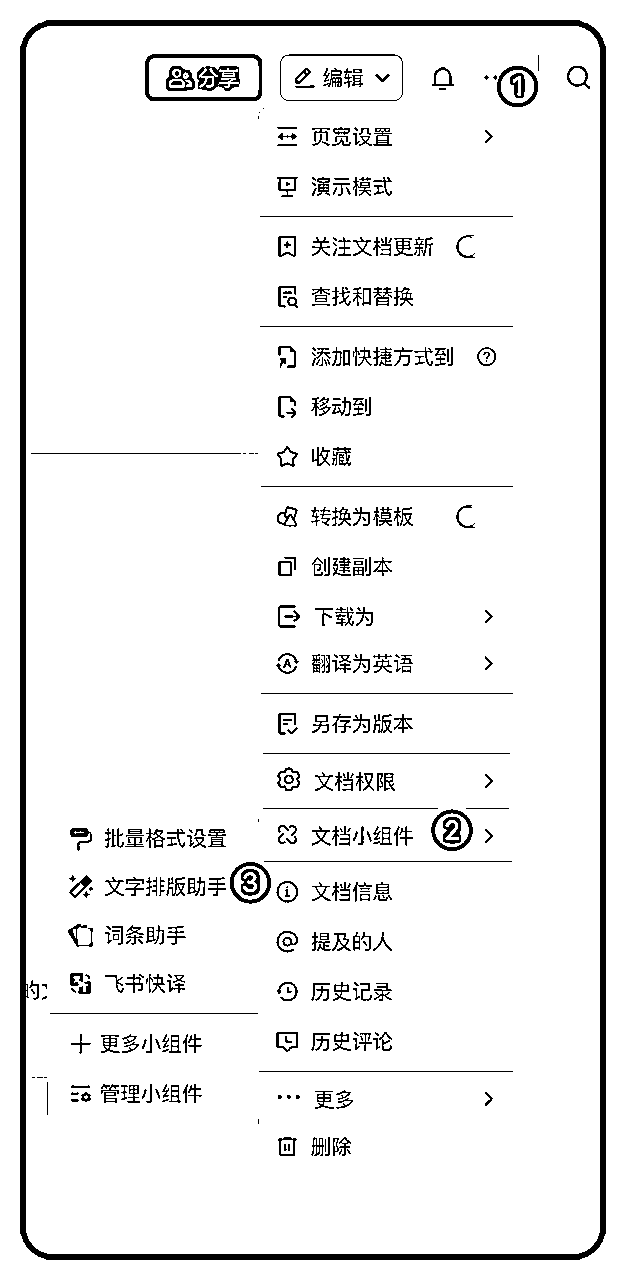 分享 编辑 ①
页宽设置
演示模式
关注文档更新
查找和替换
添加快捷方式到
移动到
收藏
转换为模板
创建副本
下载为
翻译为英语
另存为版本
文档权限
文档小组件 ②
批量格式设置
文字排版助手 ③
词条助手
飞书快译
更多小组件
管理小组件
文档信息
提及的人
历史记录
历史评论
更多
删除